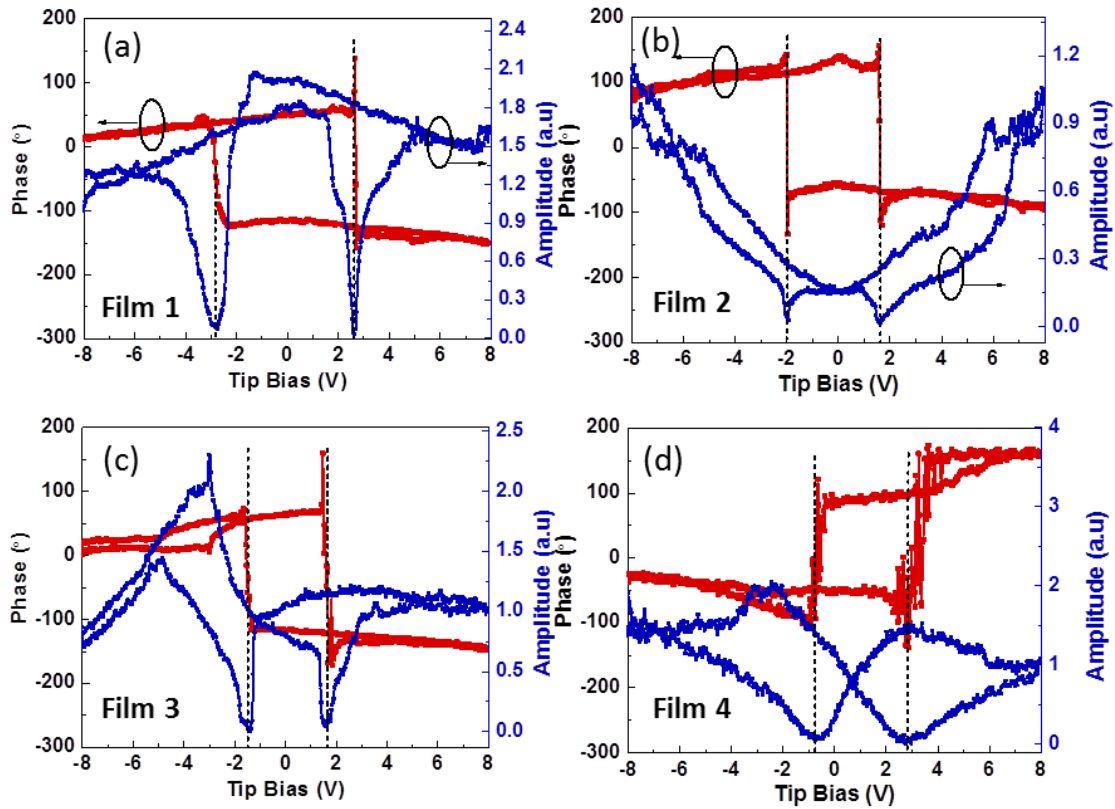 (a)
200
100
0
-100
-200
-300
Phase (°)
-8 -6 -4 -2 0 2 4 6 8
Tip Bias (V)
2.4
2.1
1.8
1.5
1.2
0.9
0.6
0.3
0.0
Amplitude (a.u)
Film 1
(b)
200
100
0
-100
-200
-300
Phase (°)
-8 -6 -4 -2 0 2 4 6 8
Tip Bias (V)
1.2
0.9
0.6
0.3
0.0
Amplitude (a.u)
Film 2
(c)
200
100
0
-100
-200
-300
Phase (°)
-8 -6 -4 -2 0 2 4 6 8
Tip Bias (V)
2.5
2.0
1.5
1.0
0.5
0.0
Amplitude (a.u)
Film 3
(d)
200
100
0
-100
-200
-300
Phase (°)
-8 -6 -4 -2 0 2 4 6 8
Tip Bias (V)
4
3
2
1
0
Amplitude (a.u)
Film 4